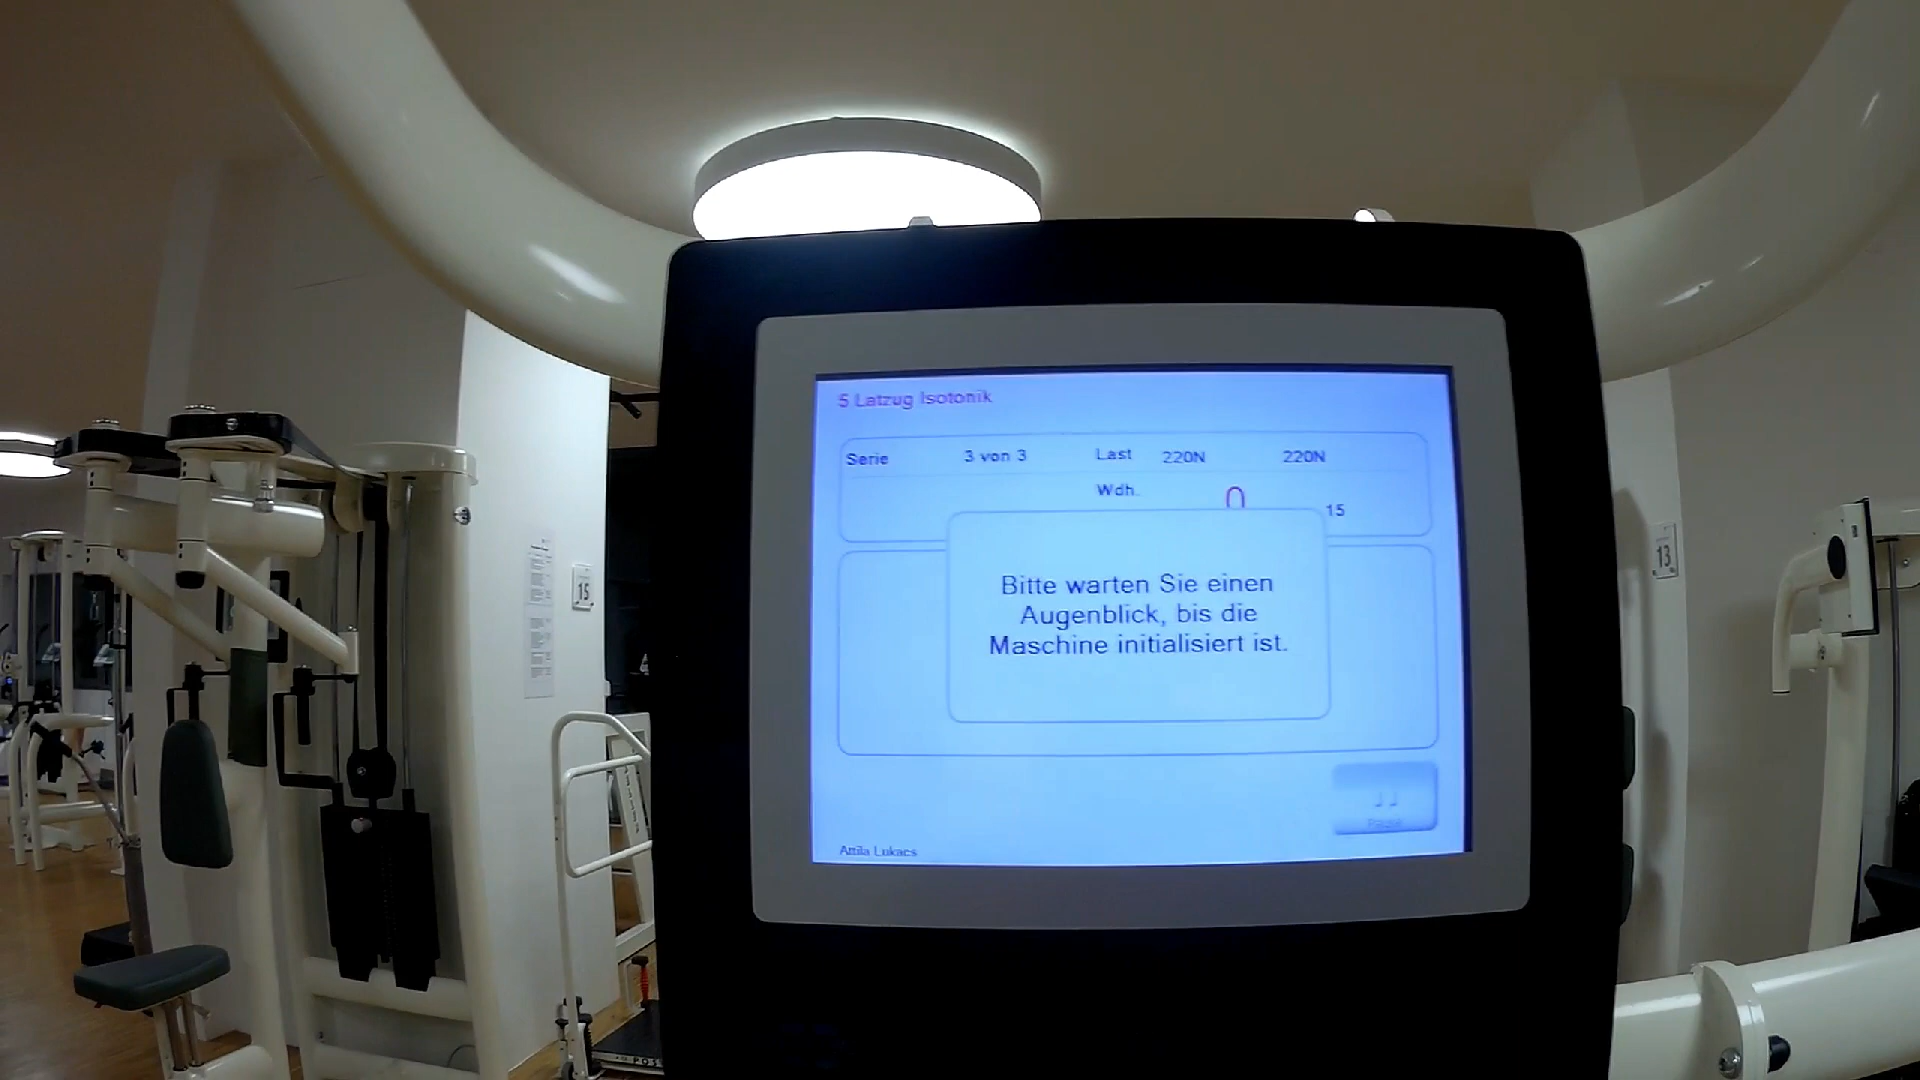 5 Latzug Isotonik
Serie 3 von 3 Last 220N 220N
Wdh. 0 15
Bitte warten Sie einen
Augenblick, bis die
Maschine initialisiert ist.
Pause
Attila Lukacs
15
13